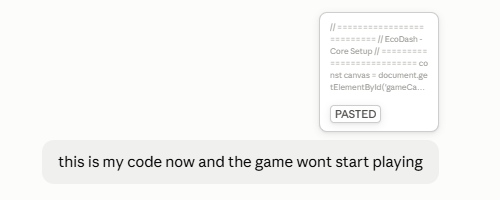 // =================
========= // EcoDash -
Core Setup // =========
================= co
nst canvas = document.ge
tElementById('gameCa...
PASTED
this is my code now and the game wont start playing